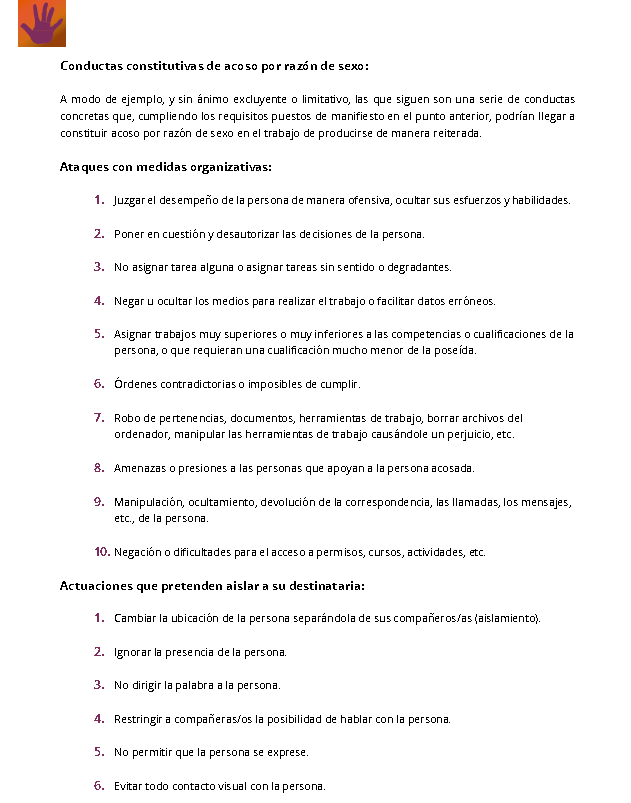 Conductas constitutivas de acoso por razón de sexo:
A modo de ejemplo, y sin ánimo excluyente o limitativo, las que siguen son una serie de conductas
concretas que, cumpliendo los requisitos puestos de manifiesto en el punto anterior, podrían llegar a
constituir acoso por razón de sexo en el trabajo de producirse de manera reiterada.
Ataques con medidas organizativas:
1. Juzgar el desempeño de la persona de manera ofensiva, ocultar sus esfuerzos y habilidades.
2. Poner en cuestión y desautorizar las decisiones de la persona.
3. No asignar tarea alguna o asignar tareas sin sentido o degradantes.
4. Negar u ocultar los medios para realizar el trabajo o facilitar datos erróneos.
5. Asignar trabajos muy superiores o muy inferiores a las competencias o cualificaciones de la
persona, o que requieran una cualificación mucho menor de la poseída.
6. Órdenes contradictorias o imposibles de cumplir.
7. Robo de pertenencias, documentos, herramientas de trabajo, borrar archivos del
ordenador, manipular las herramientas de trabajo causándole un perjuicio, etc.
8. Amenazas o presiones a las personas que apoyan a la persona acosada.
9. Manipulación, ocultamiento, devolución de la correspondencia, las llamadas, los mensajes,
etc., de la persona.
10. Negación o dificultades para el acceso a permisos, cursos, actividades, etc.
Actuaciones que pretenden aislar a su destinataria:
1. Cambiar la ubicación de la persona separándola de sus compañeros/as (aislamiento).
2. Ignorar la presencia de la persona.
3. No dirigir la palabra a la persona.
4. Restringir a compañeras/os la posibilidad de hablar con la persona.
5. No permitir que la persona se exprese.
6. Evitar todo contacto visual con la persona.